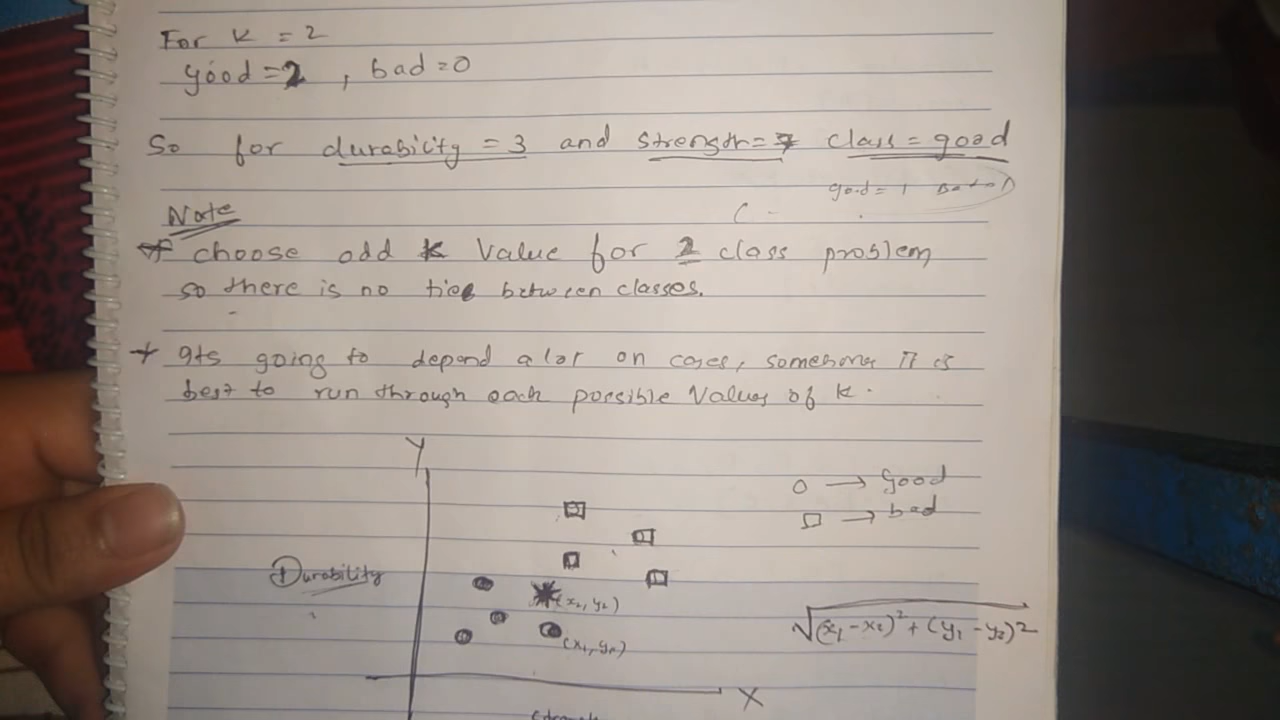 For K = 2
good = 2 , bad = 0
So for durability = 3 and strength = 7 class = good
good = 1 Bad = 0
Note
* choose odd K value for 2 class problem
so there is no ties between classes.
+ Its going to depend a lot on cases, sometimes it is
best to run through each possible values of K.
Y
O → Good
□ → bad
Durability
(x₂, y₂)
√(x₁ - x₂)² + (y₁ - y₂)²
(x₁, y₁)
X